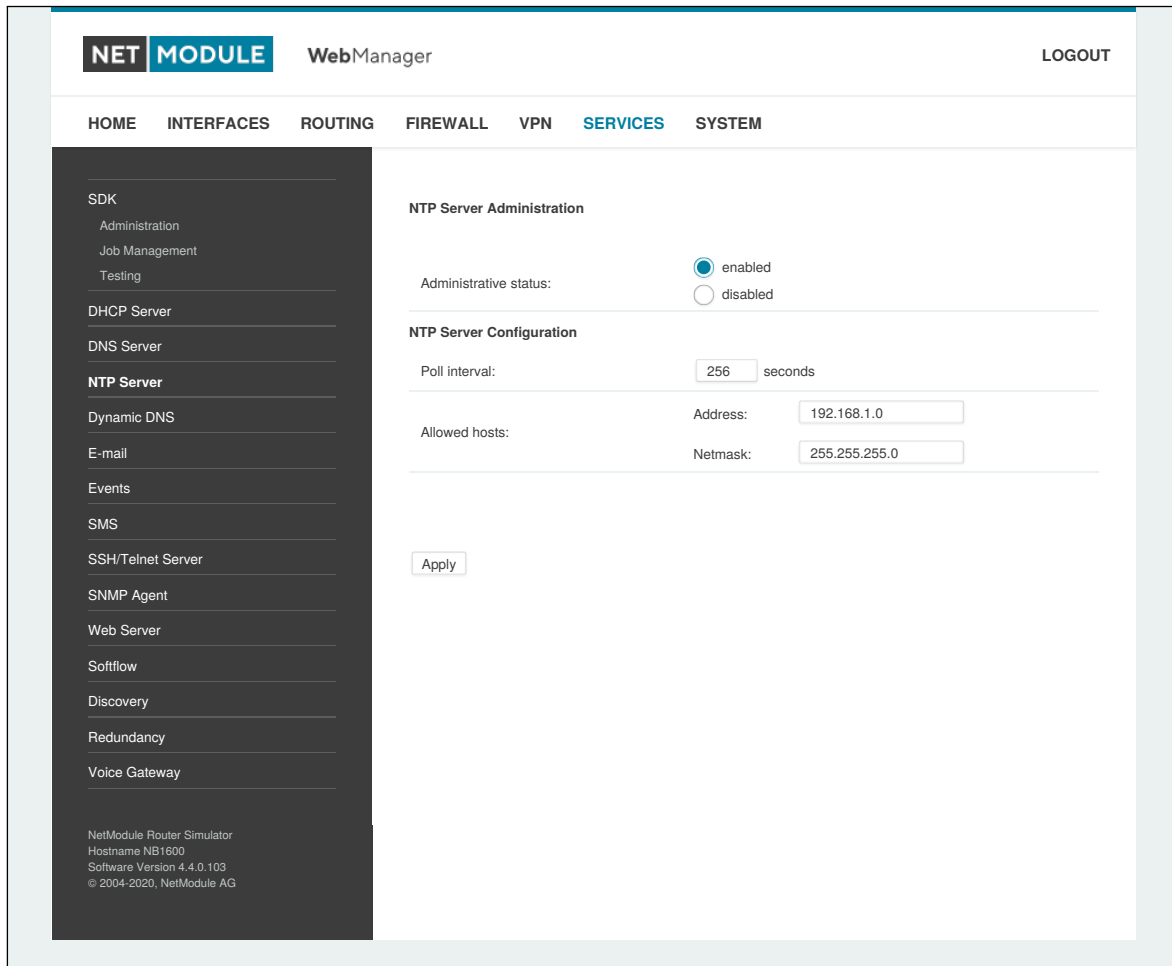 NET MODULE WebManager LOGOUT
HOME INTERFACES ROUTING FIREWALL VPN SERVICES SYSTEM
SDK
Administration
Job Management
Testing
DHCP Server
DNS Server
NTP Server
Dynamic DNS
E-mail
Events
SMS
SSH/Telnet Server
SNMP Agent
Web Server
Softflow
Discovery
Redundancy
Voice Gateway
NetModule Router Simulator
Hostname NB1600
Software Version 4.4.0.103
© 2004-2020, NetModule AG
NTP Server Administration
Administrative status:
enabled
disabled
NTP Server Configuration
Poll interval: 256 seconds
Allowed hosts:
Address: 192.168.1.0
Netmask: 255.255.255.0
Apply